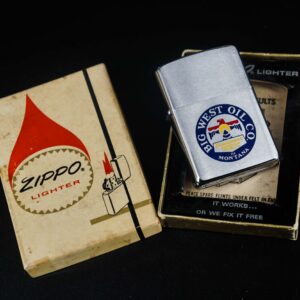 ZIPPO
LIGHTER
LIGHTER
BIG WEST OIL CO
MONTANA
IT WORKS...
OR WE FIX IT FREE